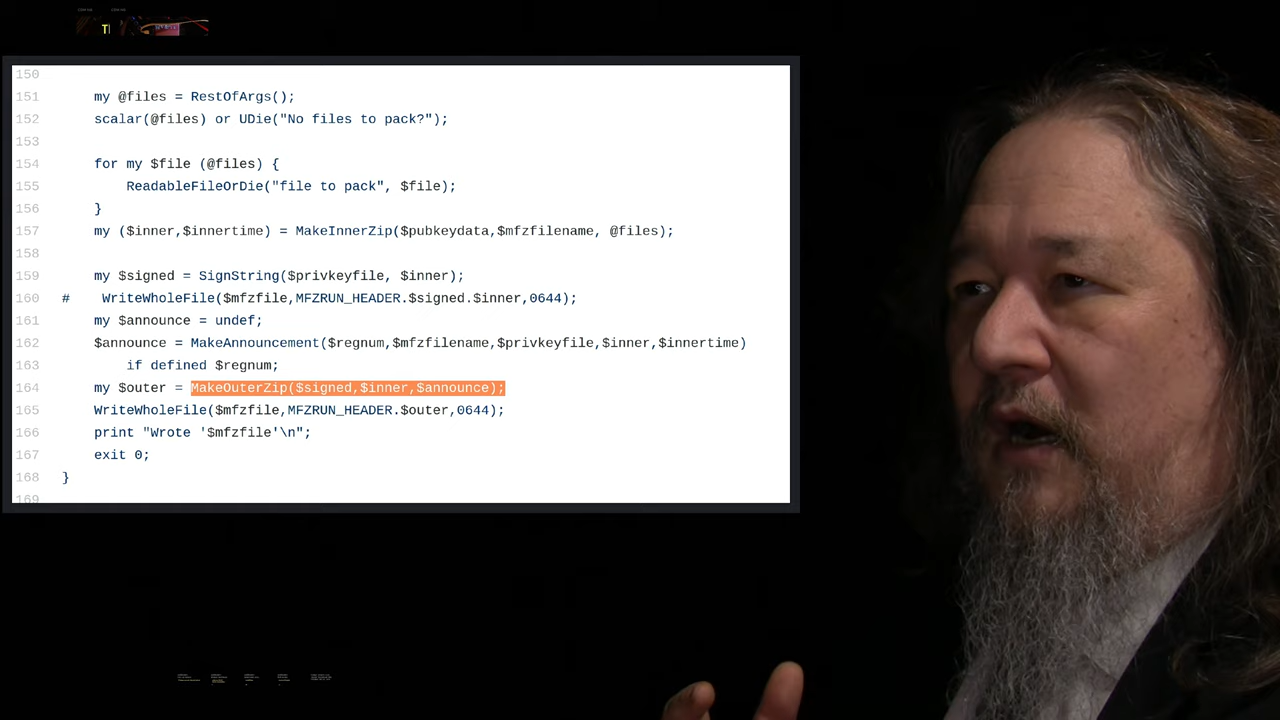 150
151 my @files = RestOfArgs();
152 scalar(@files) or UDie("No files to pack?");
153
154 for my $file (@files) {
155 ReadableFileOrDie("file to pack", $file);
156 }
157 my ($inner,$innertime) = MakeInnerZip($pubkeydata,$mfzfilename, @files);
158
159 my $signed = SignString($privkeyfile, $inner);
160 # WriteWholeFile($mfzfile,MFZRUN_HEADER.$signed.$inner,0644);
161 my $announce = undef;
162 $announce = MakeAnnouncement($regnum,$mfzfilename,$privkeyfile,$inner,$innertime)
163 if defined $regnum;
164 my $outer = MakeOuterZip($signed,$inner,$announce);
165 WriteWholeFile($mfzfile,MFZRUN_HEADER.$outer,0644);
166 print "Wrote '$mfzfile'\n";
167 exit 0;
168 }
169